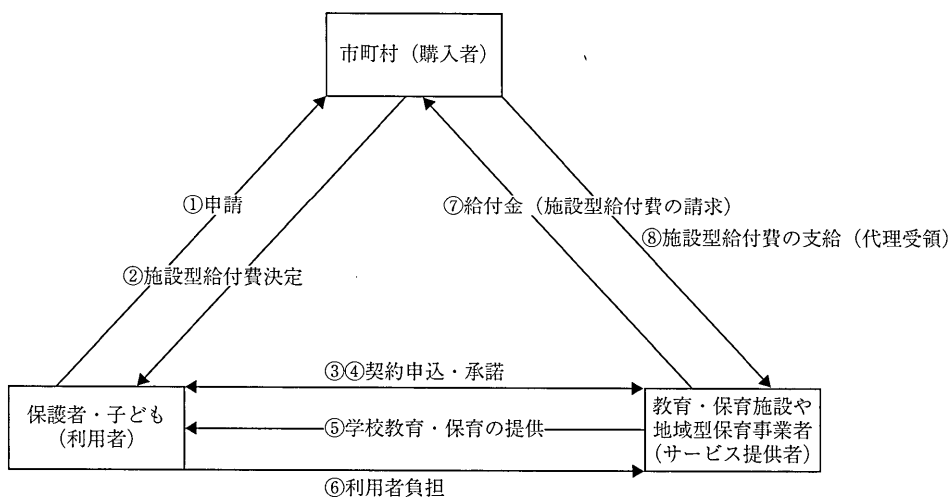 市町村（購入者）
①申請
⑦給付金（施設型給付費の請求）
⑧施設型給付費の支給（代理受領）
②施設型給付費決定
③④契約申込・承諾
保護者・子ども
（利用者）
⑤学校教育・保育の提供
教育・保育施設や
地域型保育事業者
（サービス提供者）
⑥利用者負担